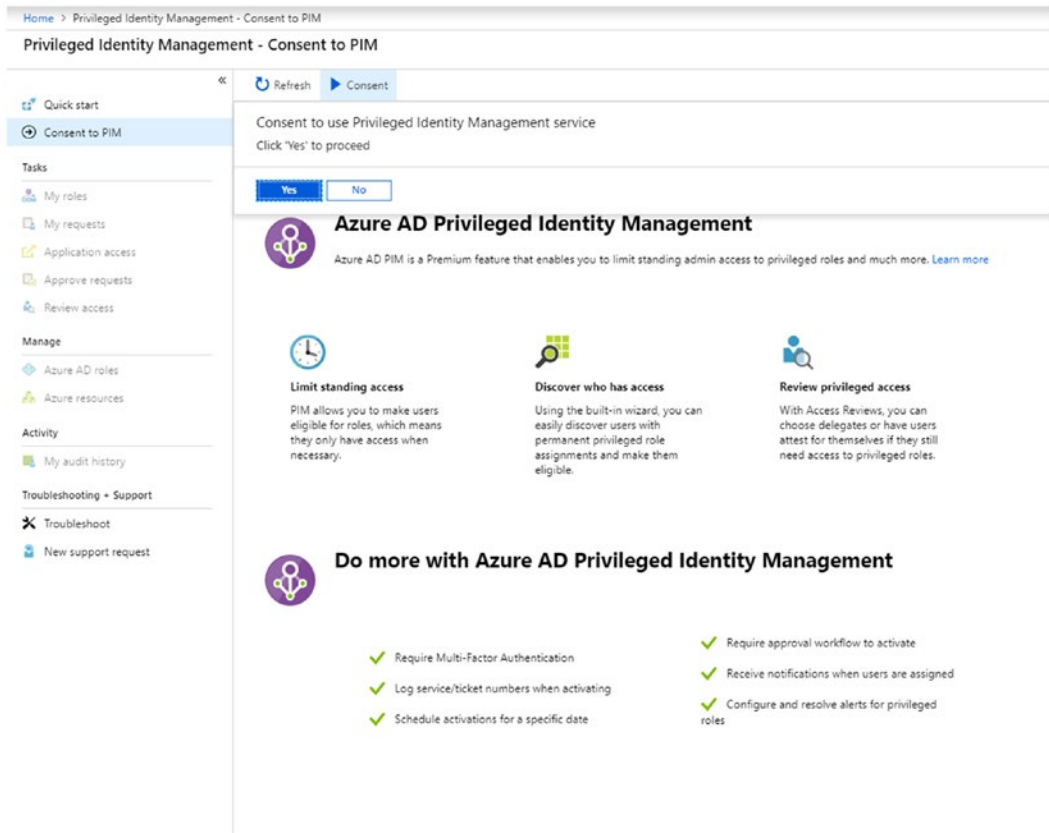 Home > Privileged Identity Management - Consent to PIM
Privileged Identity Management - Consent to PIM
«
Quick start
Consent to PIM
Tasks
My roles
My requests
Application access
Approve requests
Review access
Manage
Azure AD roles
Azure resources
Activity
My audit history
Troubleshooting + Support
Troubleshoot
New support request
Refresh
Consent
Consent to use Privileged Identity Management service
Click 'Yes' to proceed
Yes
No
Azure AD Privileged Identity Management
Azure AD PIM is a Premium feature that enables you to limit standing admin access to privileged roles and much more. Learn more
Limit standing access
PIM allows you to make users
eligible for roles, which means
they only have access when
necessary.
Discover who has access
Using the built-in wizard, you can
easily discover users with
permanent privileged role
assignments and make them
eligible.
Review privileged access
With Access Reviews, you can
choose delegates or have users
attest for themselves if they still
need access to privileged roles.
Do more with Azure AD Privileged Identity Management
Require Multi-Factor Authentication
Log service/ticket numbers when activating
Schedule activations for a specific date
Require approval workflow to activate
Receive notifications when users are assigned
Configure and resolve alerts for privileged
roles